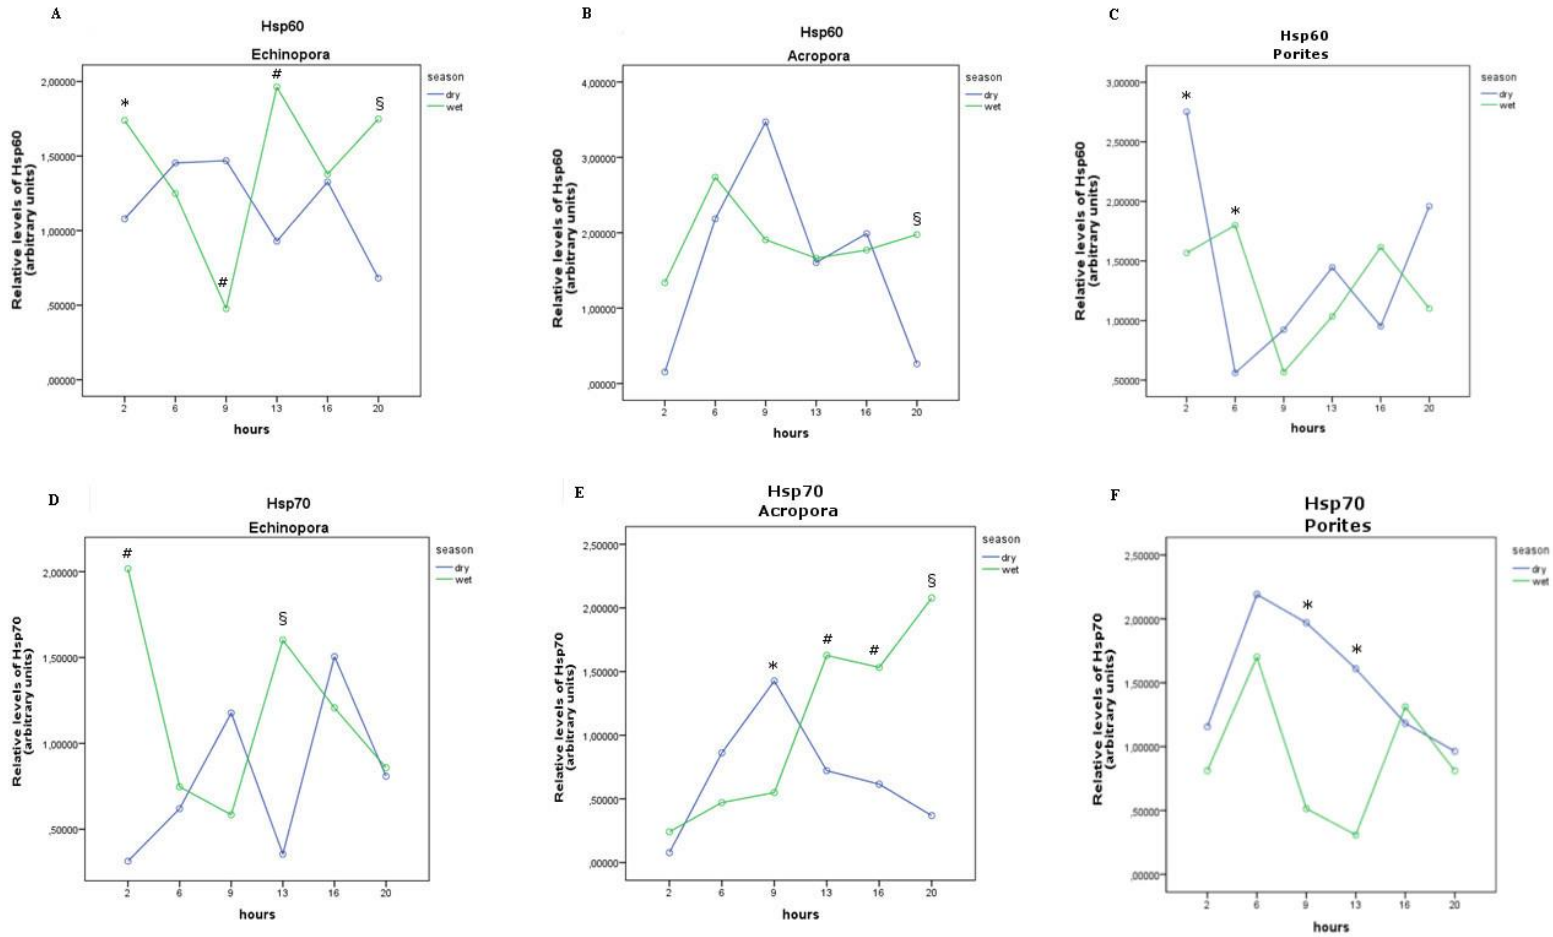 A
Hsp60
Echinopora
Relative levels of Hsp60
(arbitrary units)
2,00000
1,50000
1,00000
,50000
,00000
*
#
#
§
2 6 9 13 16 20
hours
season
dry
wet
B
Hsp60
Acropora
Relative levels of Hsp60
(arbitrary units)
4,00000
3,00000
2,00000
1,00000
,00000
§
2 6 9 13 16 20
hours
season
dry
wet
C
Hsp60
Porites
Relative levels of Hsp60
(arbitrary units)
3,00000
2,50000
2,00000
1,50000
1,00000
,50000
*
*
2 6 9 13 16 20
hours
season
dry
wet
D
Hsp70
Echinopora
Relative levels of Hsp70
(arbitrary units)
2,00000
1,50000
1,00000
,50000
#
§
2 6 9 13 16 20
hours
season
dry
wet
E
Hsp70
Acropora
Relative levels of Hsp70
(arbitrary units)
2,50000
2,00000
1,50000
1,00000
,50000
,00000
*
#
#
§
2 6 9 13 16 20
hours
season
dry
wet
F
Hsp70
Porites
Relative levels of Hsp70
(arbitrary units)
2,50000
2,00000
1,50000
1,00000
,50000
,00000
*
*
2 6 9 13 16 20
hours
season
dry
wet